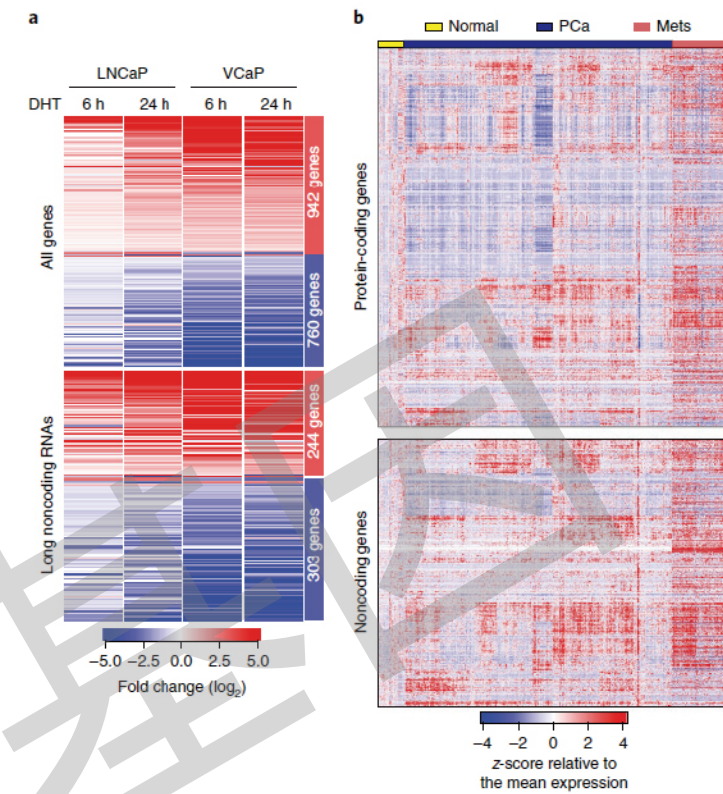 a
LNCaP VCaP
DHT 6 h 24 h 6 h 24 h
All genes
942 genes
760 genes
Long noncoding RNAs
244 genes
303 genes
−5.0 −2.5 0.0 2.5 5.0
Fold change (log2)
b
Normal PCa Mets
Protein-coding genes
Noncoding genes
−4 −2 0 2 4
z-score relative to
the mean expression